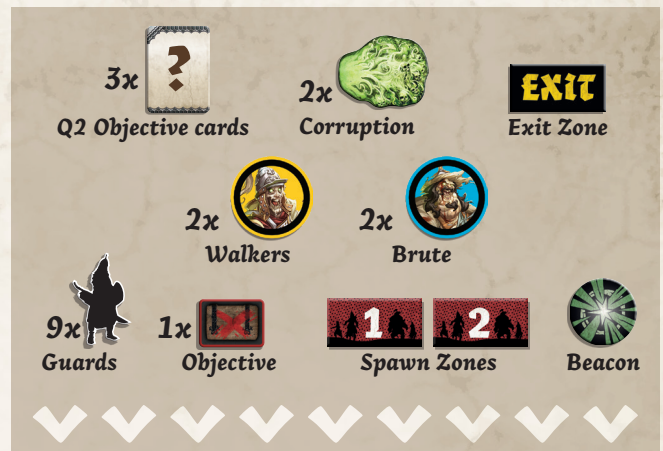 ?
3x
Q2 Objective cards
2x
Corruption
EXIT
Exit Zone
2x
Walkers
2x
Brute
9x
Guards
1x
Objective
1 2
Spawn Zones
Beacon